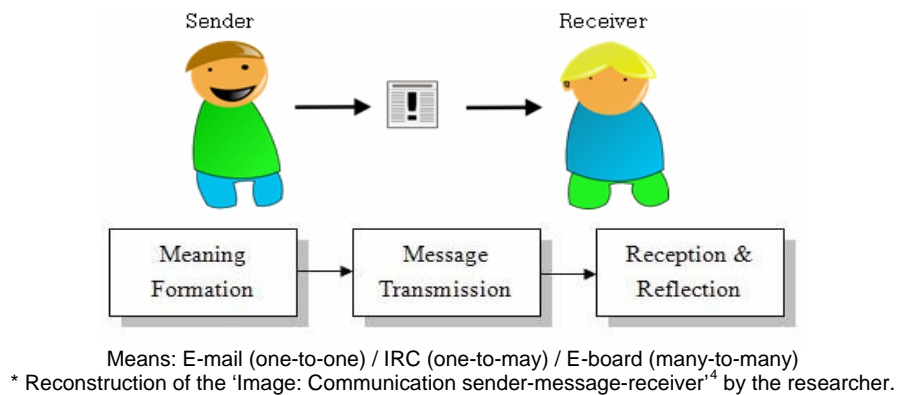 Sender Receiver
!
Meaning Message Reception &
Formation Transmission Reflection
Means: E-mail (one-to-one) / IRC (one-to-may) / E-board (many-to-many)
* Reconstruction of the ‘Image: Communication sender-message-receiver’⁴ by the researcher.